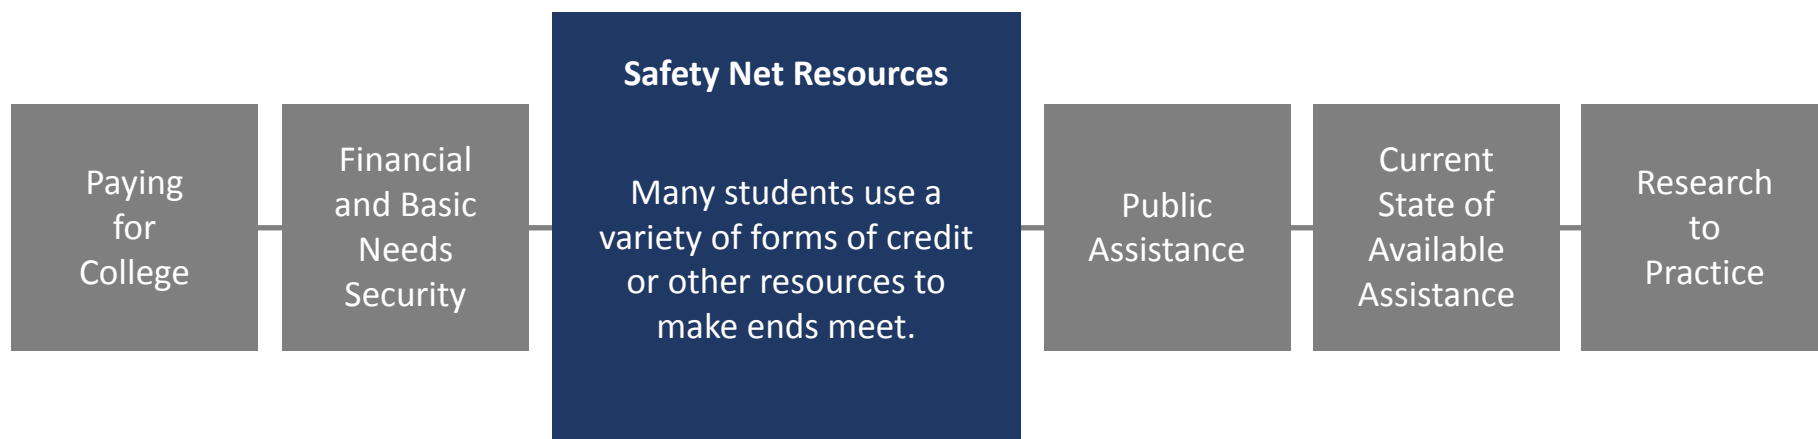 Paying
for
College
Financial
and Basic
Needs
Security
Safety Net Resources
Many students use a
variety of forms of credit
or other resources to
make ends meet.
Public
Assistance
Current
State of
Available
Assistance
Research
to
Practice